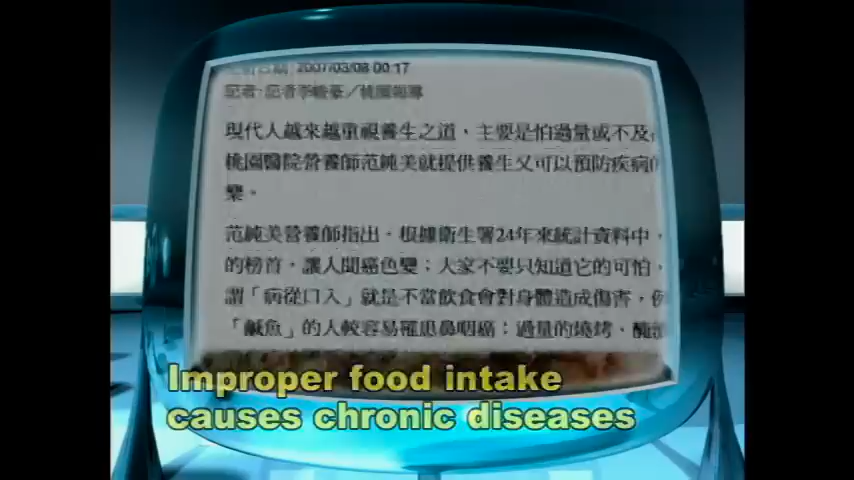 2007/03/08 00:17
記者:記者李 /桃園報導
現代人越來越重視養生之道,主要是怕過量或不及
桃園醫院營養師范純美就提供養生又可以預防疾病的
樂。
范純美營養師指出,根據衛生署24年來統計資料中,
的榜首,讓人聞癌色變;大家不要只知道它的可怕,
謂「病從口入」就是不當飲食會對身體造成傷害,例
「鹹魚」的人較容易罹患鼻咽癌;過量的燒烤、醃
Improper food intake
causes chronic diseases